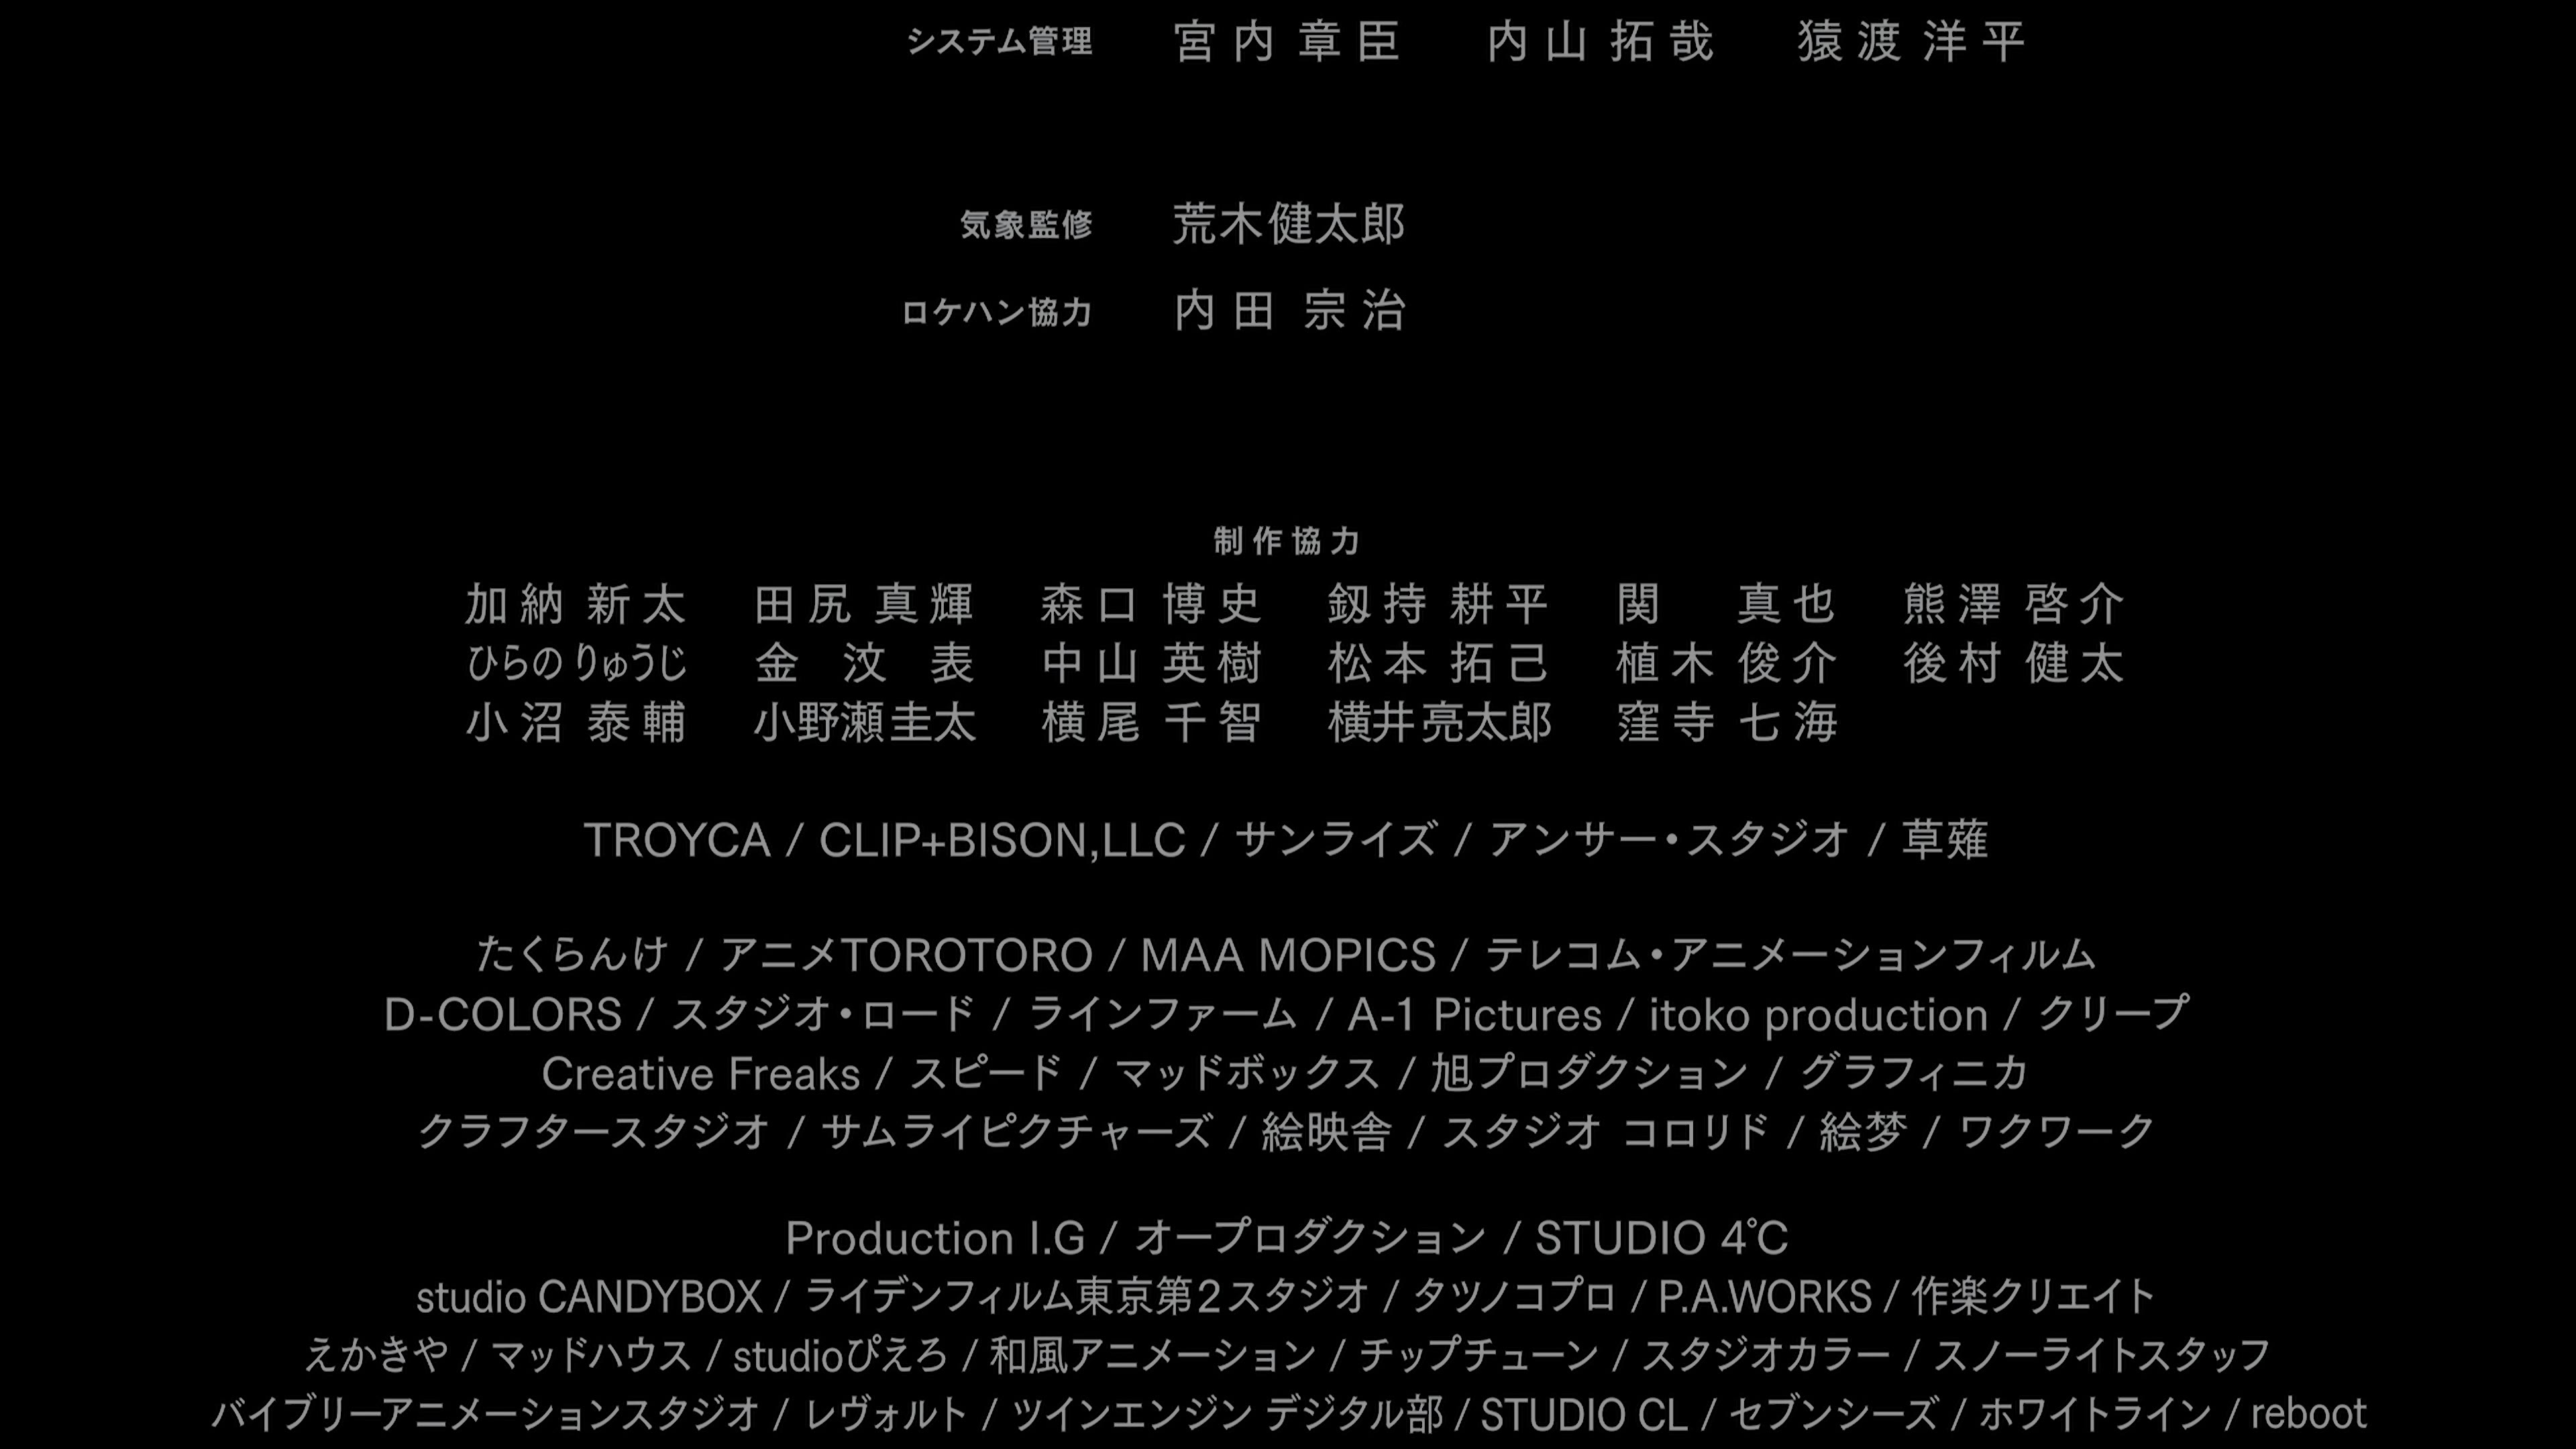 システム管理 宮内 章臣 内山 拓哉 猿渡 洋平
気象監修 荒木健太郎
ロケハン協力 内田 宗治
制作協力
加納 新太 田尻 真輝 森口 博史 釼持 耕平 関 真也 熊澤 啓介
ひらの りゅうじ 金 汶 表 中山 英樹 松本 拓己 植木 俊介 後村 健太
小沼 泰輔 小野瀬圭太 横尾 千智 横井亮太郎 窪寺 七海
TROYCA / CLIP+BISON,LLC / サンライズ / アンサー・スタジオ / 草薙
たくらんけ / アニメTOROTORO / MAA MOPICS / テレコム・アニメーションフィルム
D-COLORS / スタジオ・ロード / ラインファーム / A-1 Pictures / itoko production / クリープ
Creative Freaks / スピード / マッドボックス / 旭プロダクション / グラフィニカ
クラフタースタジオ / サムライピクチャーズ / 絵映舎 / スタジオ コロリド / 絵梦 / ワクワーク
Production I.G / オープロダクション / STUDIO 4℃
studio CANDYBOX / ライデンフィルム東京第2スタジオ / タツノコプロ / P.A.WORKS / 作楽クリエイト
えかきや / マッドハウス / studioぴえろ / 和風アニメーション / チップチューン / スタジオカラー / スノーライトスタッフ
バイブリーアニメーションスタジオ / レヴォルト / ツインエンジン デジタル部 / STUDIO CL / セブンシーズ / ホワイトライン / reboot